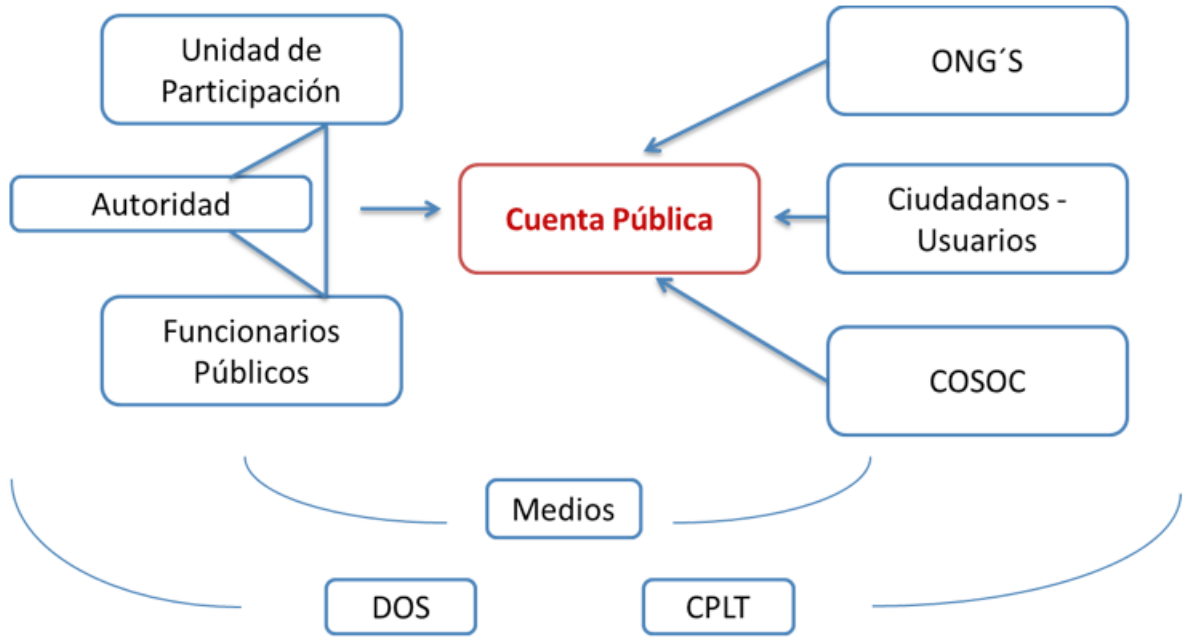 Unidad de
Participación
Autoridad
Funcionarios
Públicos
Cuenta Pública
ONG´S
Ciudadanos -
Usuarios
COSOC
Medios
DOS
CPLT